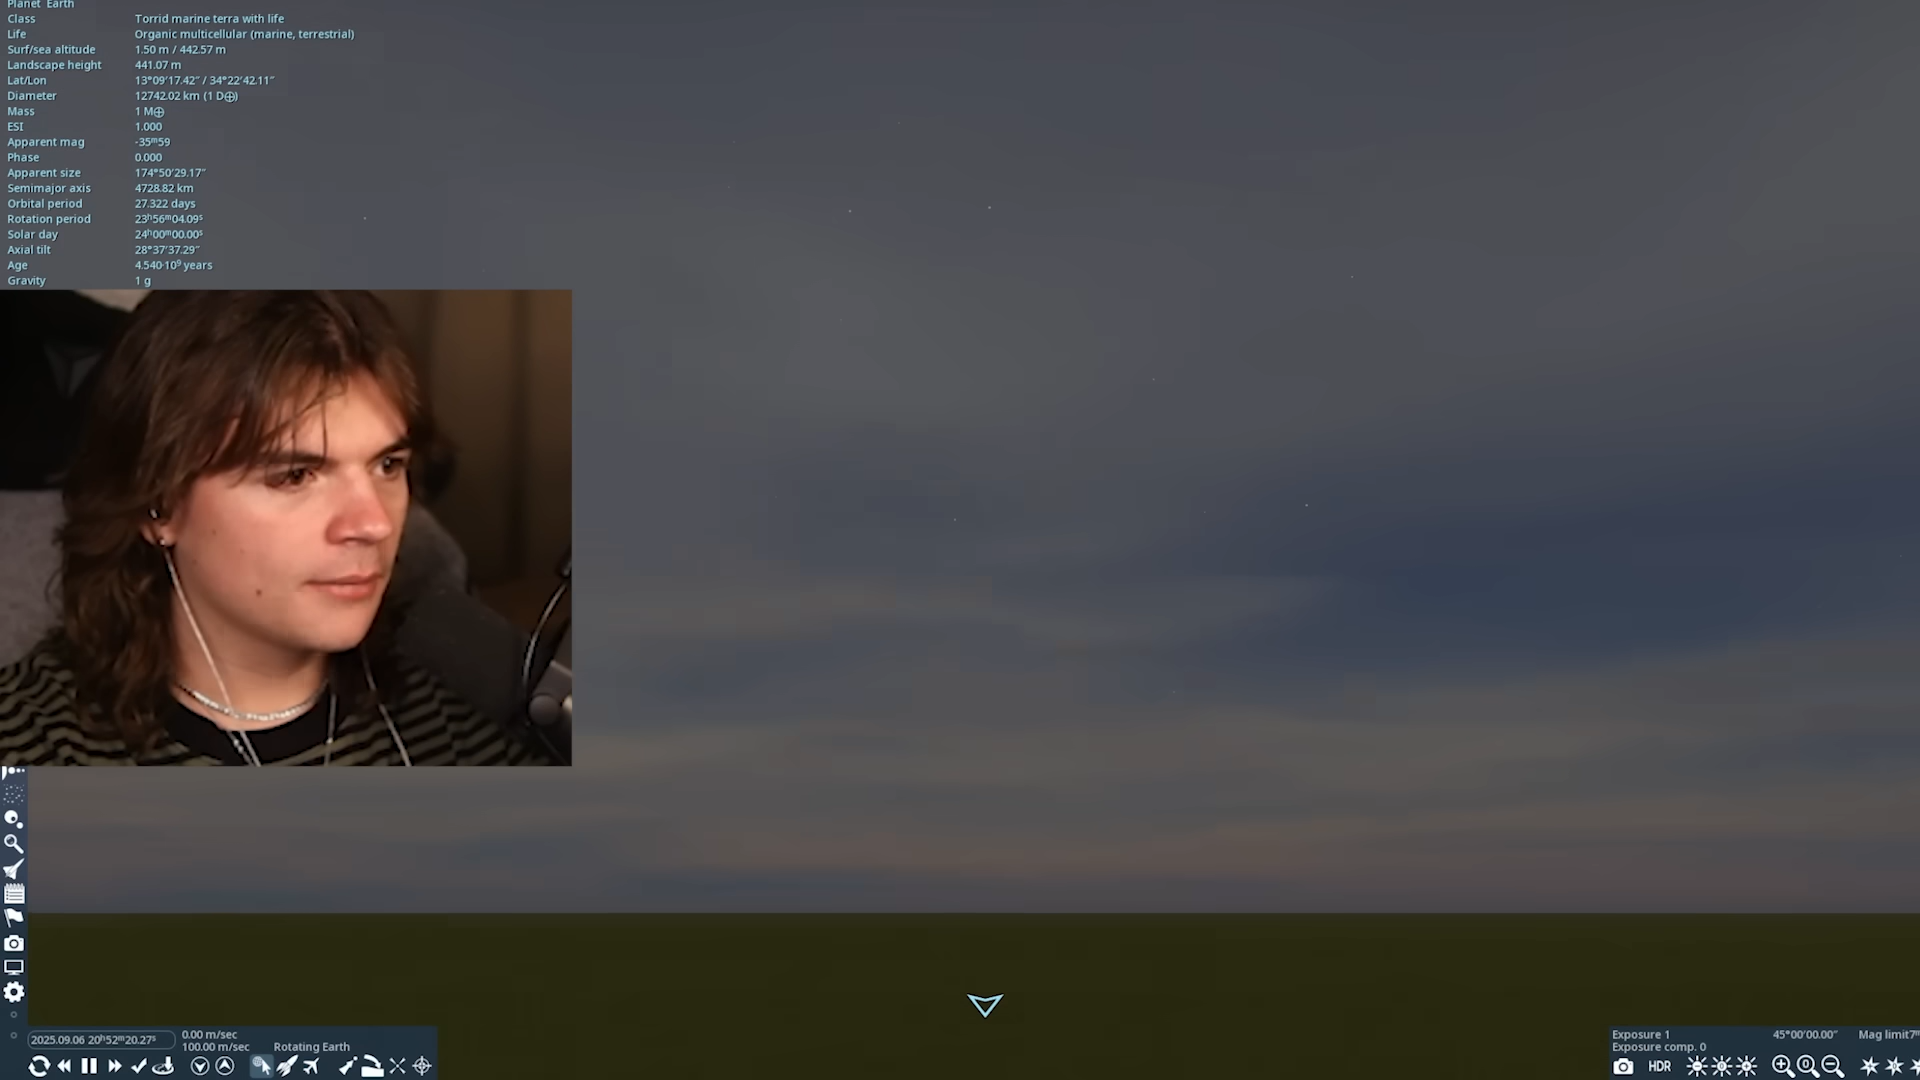 Planet Earth
Class Torrid marine terra with life
Life Organic multicellular (marine, terrestrial)
Surf/sea altitude 1.50 m / 442.57 m
Landscape height 441.07 m
Lat/Lon 13°09'17.42" / 34°22'42.11"
Diameter 12742.02 km (1 D⊕)
Mass 1 M⊕
ESI 1.000
Apparent mag -35ᵐ59
Phase 0.000
Apparent size 174°50'29.17"
Semimajor axis 4728.82 km
Orbital period 27.322 days
Rotation period 23ʰ56ᵐ04.09ˢ
Solar day 24ʰ00ᵐ00.00ˢ
Axial tilt 28°37'37.29"
Age 4.540·10⁹ years
Gravity 1 g
2025.09.06 20ʰ52ᵐ20.27ˢ
0.00 m/sec
100.00 m/sec Rotating Earth
Exposure 1 45°00'00.00" Mag limit7ᵐ
Exposure comp. 0
HDR